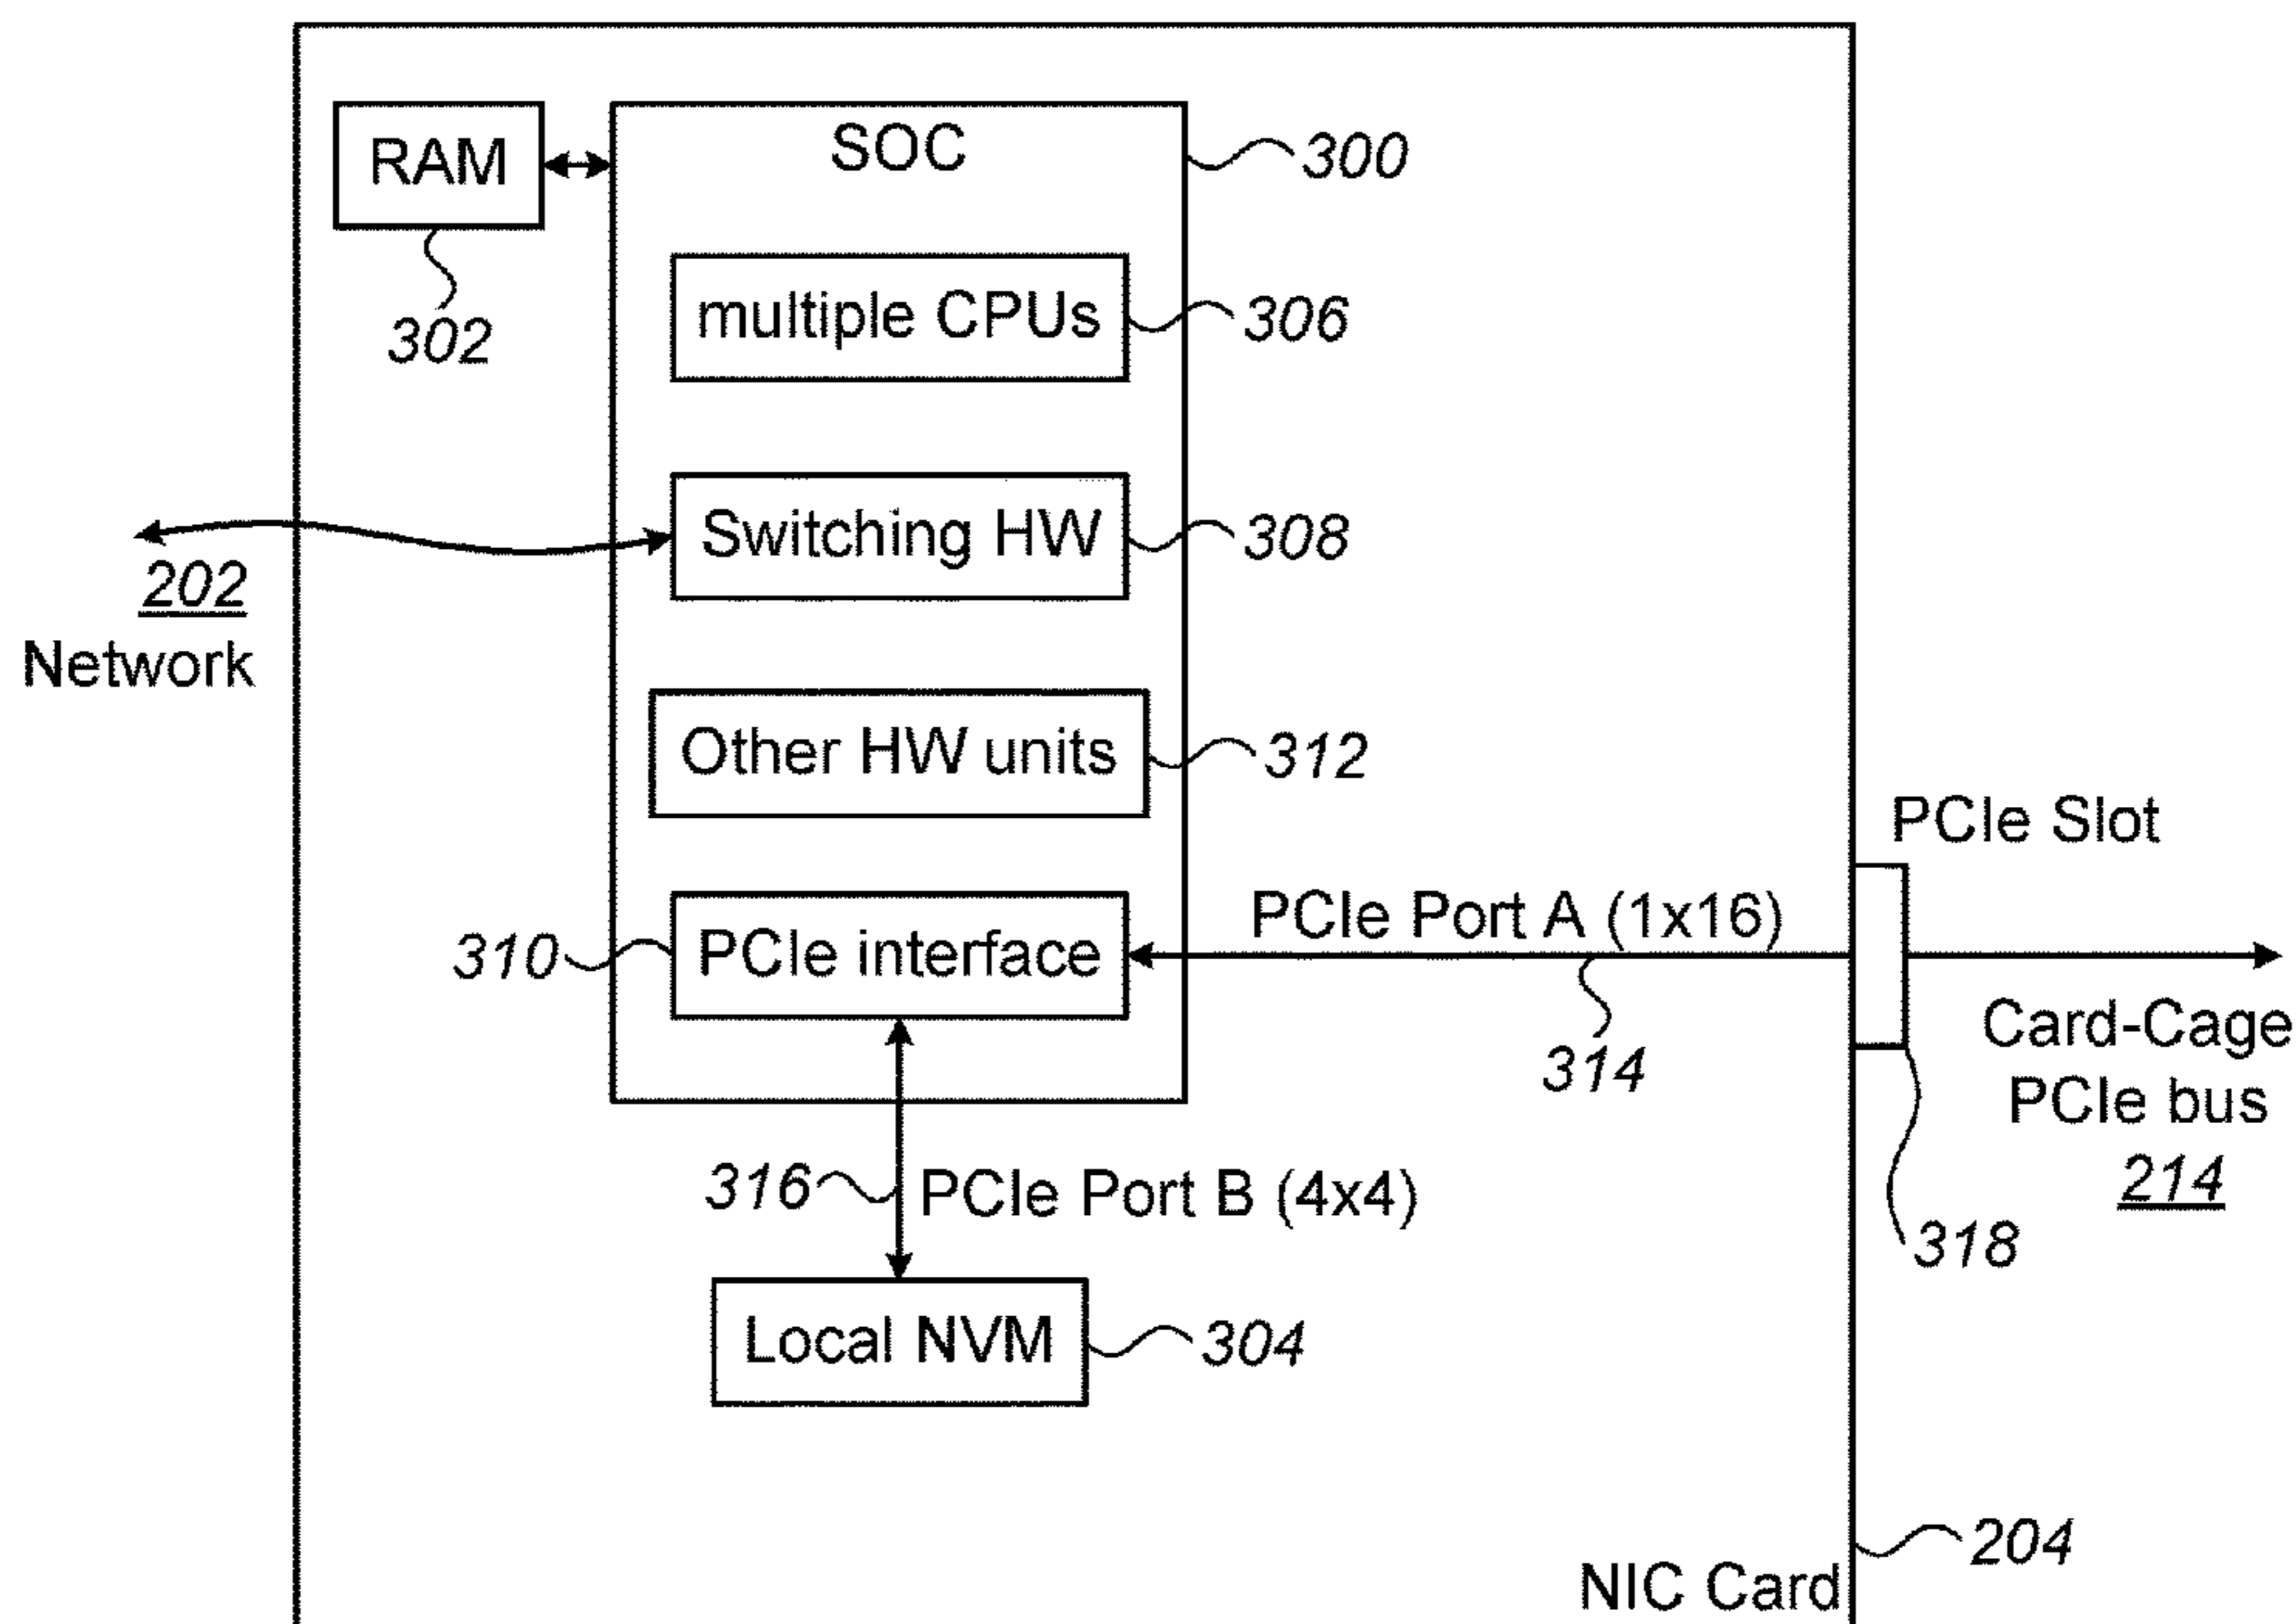 RAM
SOC
300
302
multiple CPUs
306
Switching HW
308
202
Network
Other HW units
312
PCIe Slot
PCIe Port A (1x16)
310
PCIe interface
314
Card-Cage
PCIe bus
214
316
PCIe Port B (4x4)
318
Local NVM
304
204
NIC Card